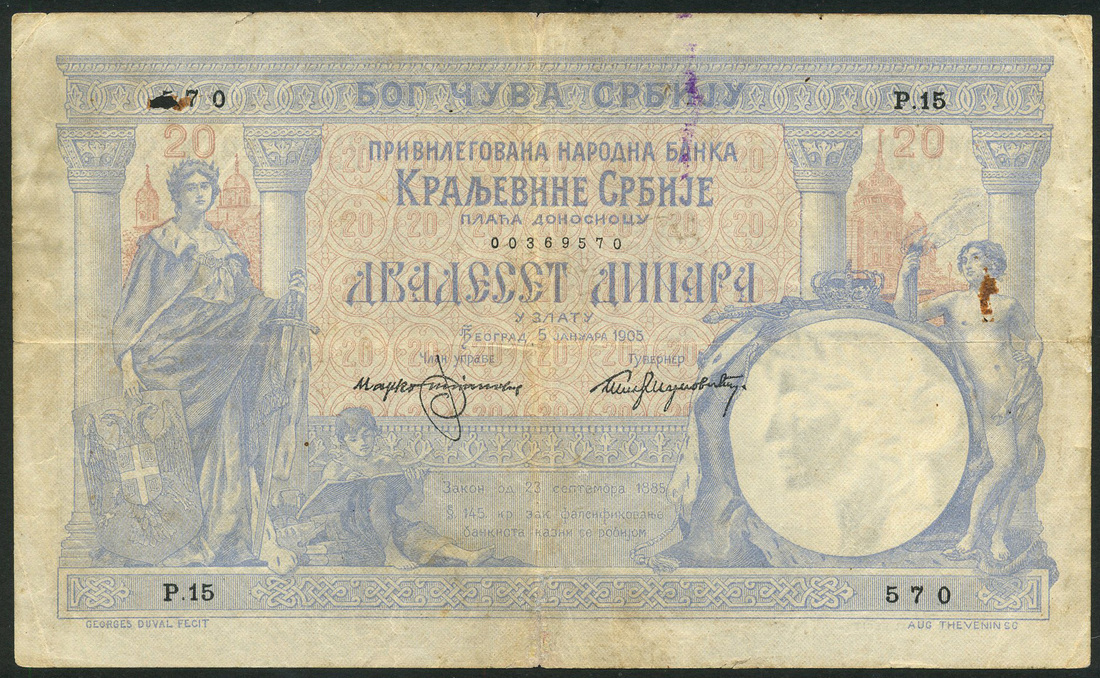 570 БОГ ЧУВА СРБИЈУ P.15
20 20
ПРИВИЛЕГОВАНА НАРОДНА БАНКА
КРАЉЕВИНЕ СРБИЈЕ
ПЛАЋА ДОНОСИОЦУ
00369570
ДВАДЕСЕТ ДИНАРА
У ЗЛАТУ
БЕОГРАД, 5 ЈАНУАРА 1905
Члан управе Гувернер
Закон од 23 септомора 1885
§ 145 кр зак фалсификовање
банкнота казни се робијом
P.15 570
GEORGES DUVAL FECIT AUG THEVENIN SC